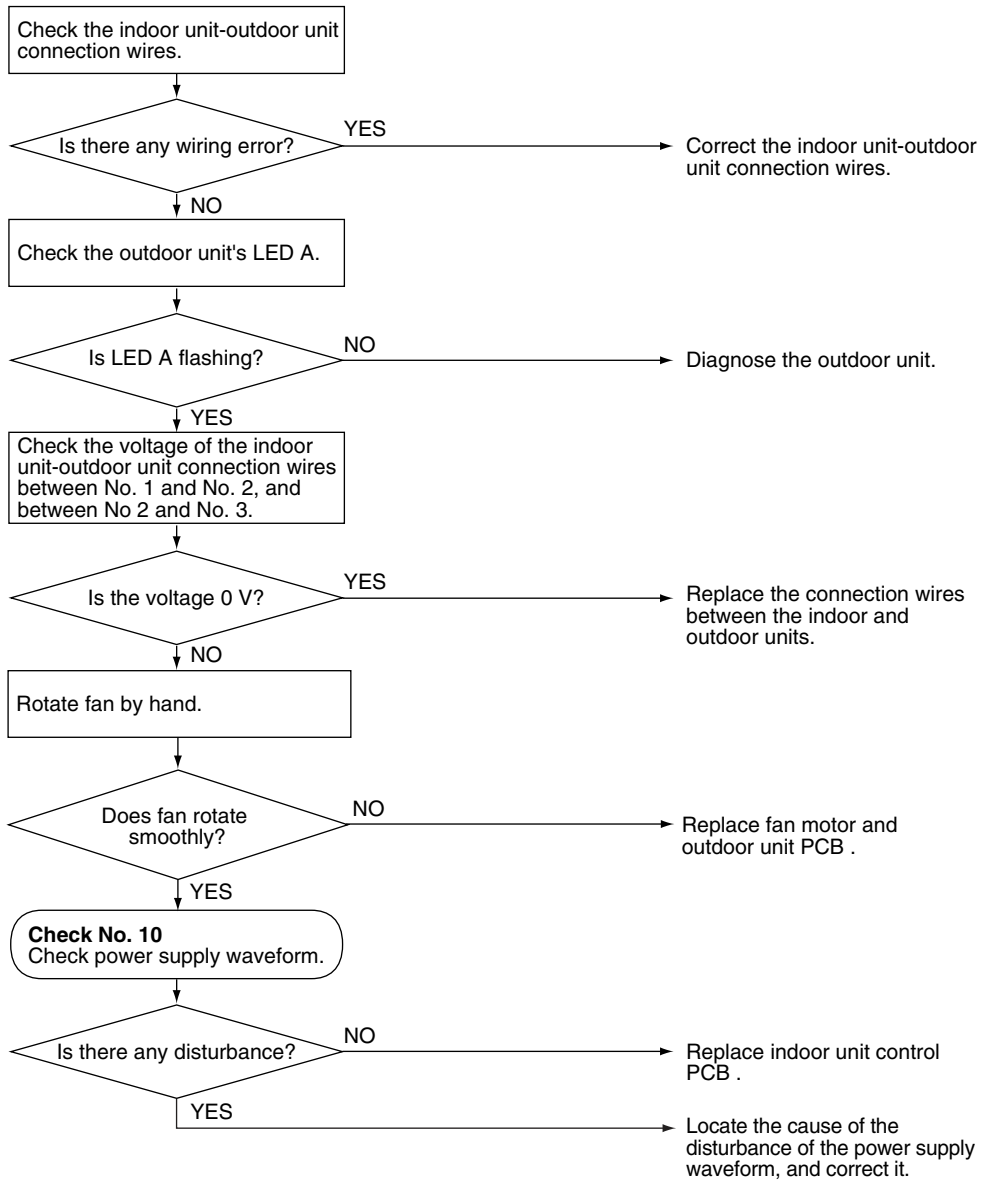 Check the indoor unit-outdoor unit
connection wires.
Is there any wiring error?
YES
Correct the indoor unit-outdoor
unit connection wires.
NO
Check the outdoor unit's LED A.
Is LED A flashing?
NO
Diagnose the outdoor unit.
YES
Check the voltage of the indoor
unit-outdoor unit connection wires
between No. 1 and No. 2, and
between No 2 and No. 3.
Is the voltage 0 V?
YES
Replace the connection wires
between the indoor and
outdoor units.
NO
Rotate fan by hand.
Does fan rotate
smoothly?
NO
Replace fan motor and
outdoor unit PCB .
YES
Check No. 10
Check power supply waveform.
Is there any disturbance?
NO
Replace indoor unit control
PCB .
YES
Locate the cause of the
disturbance of the power supply
waveform, and correct it.